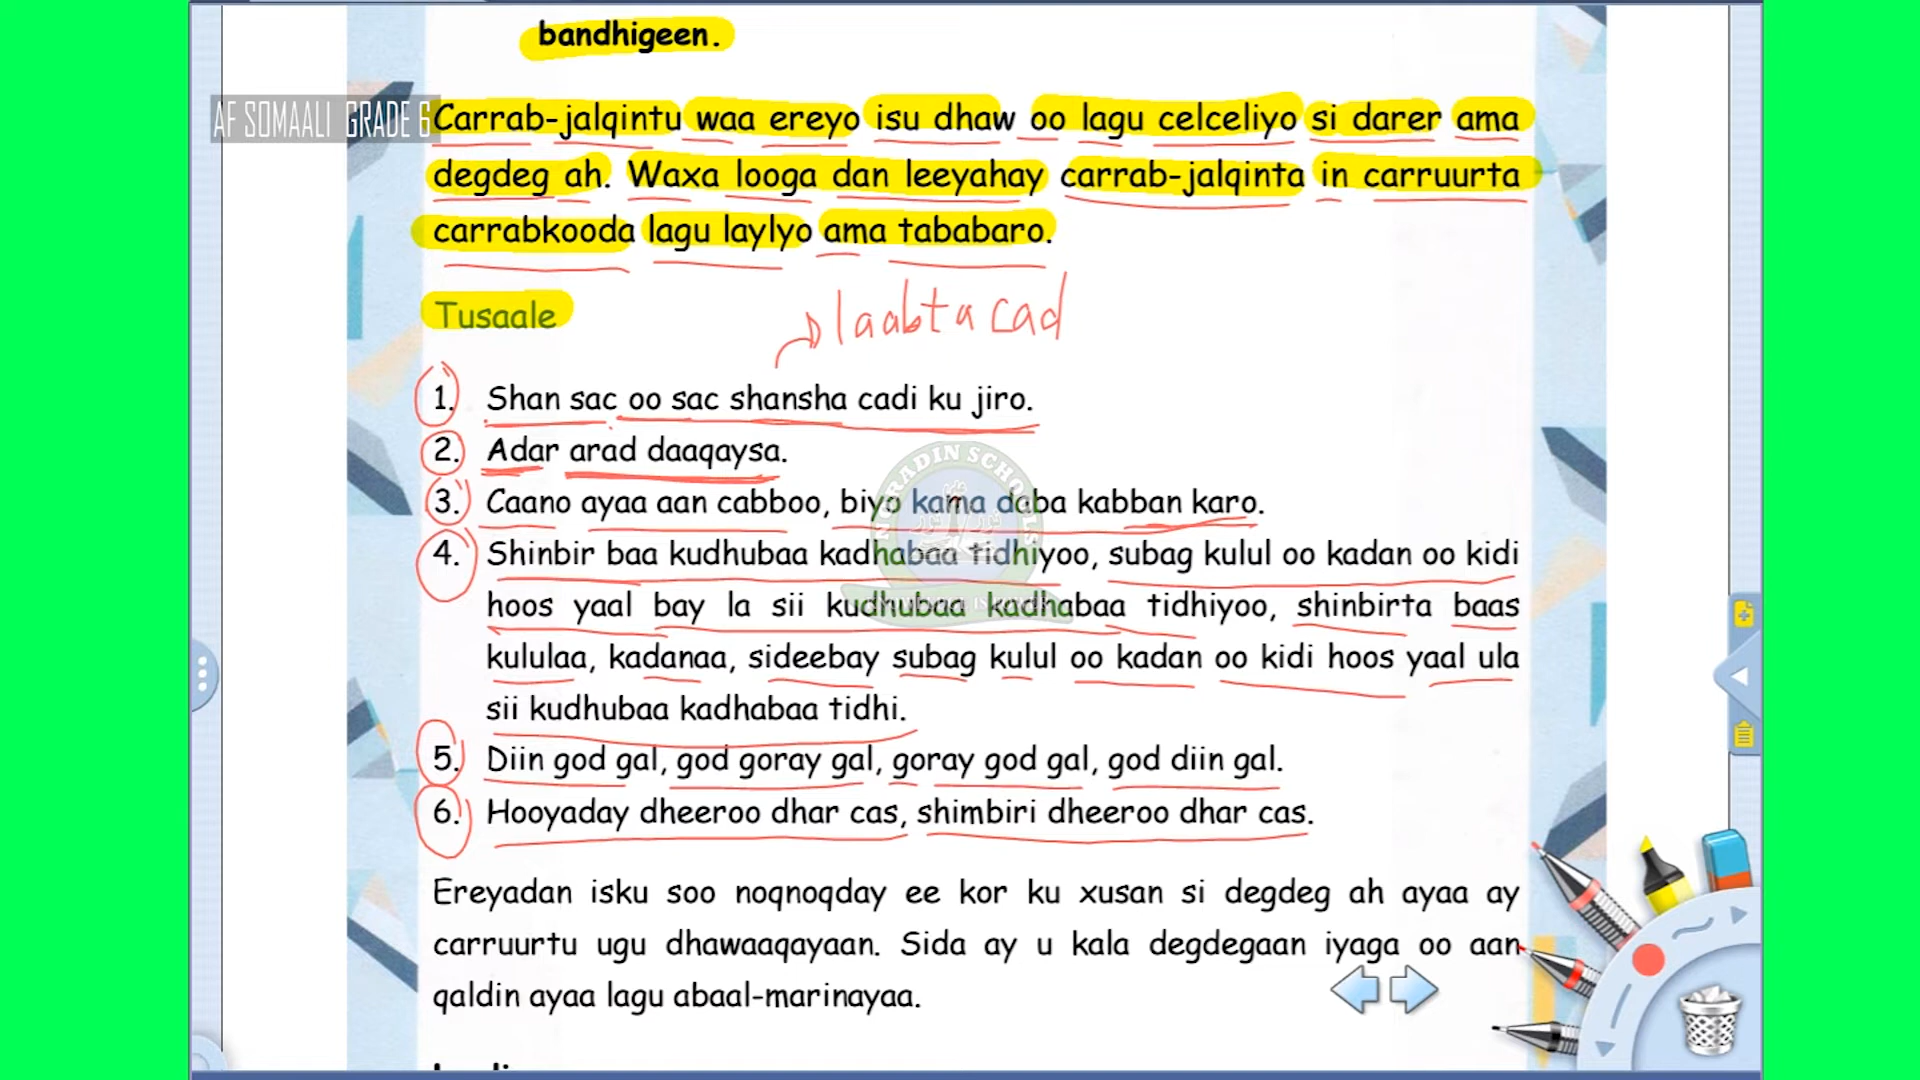 bandhigeen.
AF SOMAALI GRADE 6
Carrab-jalqintu waa ereyo isu dhaw oo lagu celceliyo si darer ama
degdeg ah. Waxa looga dan leeyahay carrab-jalqinta in carruurta
carrabkooda lagu laylyo ama tababaro.
Tusaale
laabta cad
1. Shan sac oo sac shansha cadi ku jiro.
2. Adar arad daaqaysa.
3. Caano ayaa aan cabboo, biyo kama daba kabban karo.
4. Shinbir baa kudhubaa kadhabaa tidhiyoo, subag kulul oo kadan oo kidi
hoos yaal bay la sii kudhubaa kadhabaa tidhiyoo, shinbirta baas
kululaa, kadanaa, sideebay subag kulul oo kadan oo kidi hoos yaal ula
sii kudhubaa kadhabaa tidhi.
5. Diin god gal, god goray gal, goray god gal, god diin gal.
6. Hooyaday dheeroo dhar cas, shimbiri dheeroo dhar cas.
NORADIN SCHOOLS
Ereyadan isku soo noqnoqday ee kor ku xusan si degdeg ah ayaa ay
carruurtu ugu dhawaaqayaan. Sida ay u kala degdegaan iyaga oo aan
qaldin ayaa lagu abaal-marinayaa.